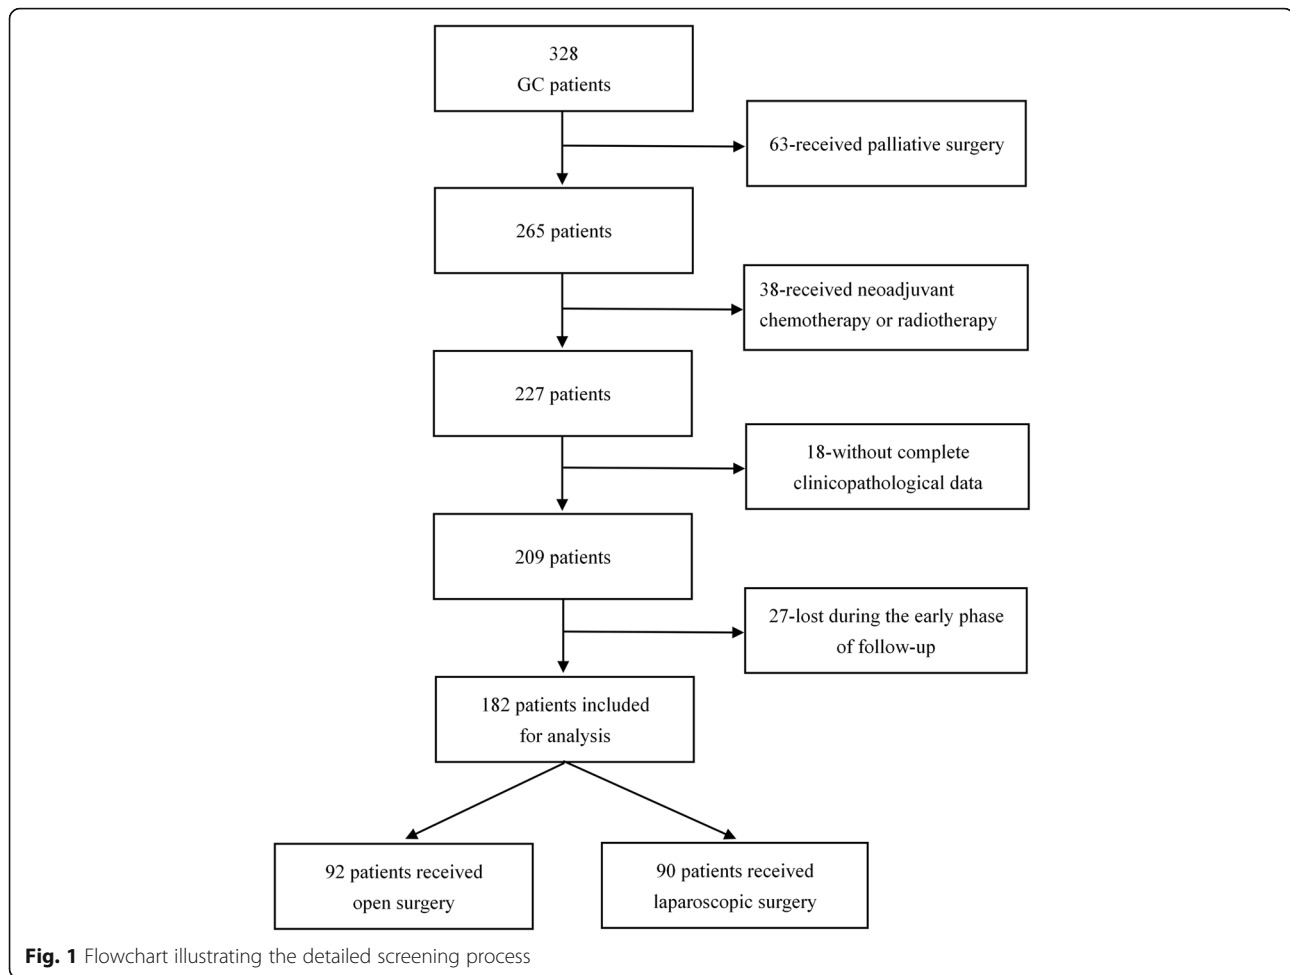 328
GC patients
63-received palliative surgery
265 patients
38-received neoadjuvant
chemotherapy or radiotherapy
227 patients
18-without complete
clinicopathological data
209 patients
27-lost during the early phase
of follow-up
182 patients included
for analysis
92 patients received
open surgery
90 patients received
laparoscopic surgery
Fig. 1 Flowchart illustrating the detailed screening process